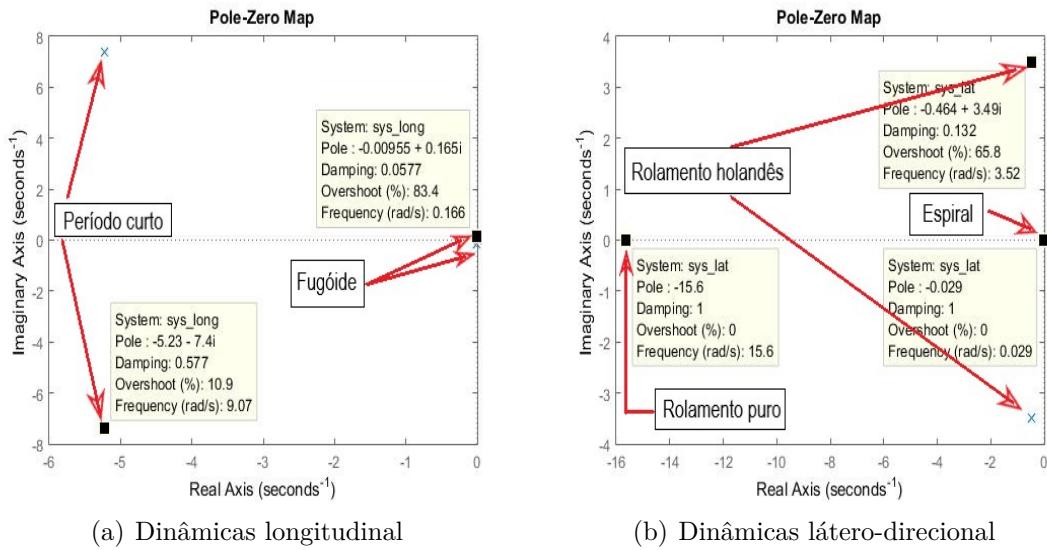 Pole-Zero Map
8
6
4
2
0
-2
-4
-6
-8
-6
-5
-4
-3
-2
-1
0
Imaginary Axis (seconds-1)
Real Axis (seconds-1)
System: sys_long
Pole : -0.00955 + 0.165i
Damping: 0.0577
Overshoot (%): 83.4
Frequency (rad/s): 0.166
Período curto
Fugóide
System: sys_long
Pole : -5.23 - 7.4i
Damping: 0.577
Overshoot (%): 10.9
Frequency (rad/s): 9.07
(a) Dinâmicas longitudinal
Pole-Zero Map
4
3
2
1
0
-1
-2
-3
-4
-16
-14
-12
-10
-8
-6
-4
-2
0
Imaginary Axis (seconds-1)
Real Axis (seconds-1)
System: sys_lat
Pole : -0.464 + 3.49i
Damping: 0.132
Overshoot (%): 65.8
Frequency (rad/s): 3.52
Rolamento holandês
Espiral
System: sys_lat
Pole : -15.6
Damping: 1
Overshoot (%): 0
Frequency (rad/s): 15.6
System: sys_lat
Pole : -0.029
Damping: 1
Overshoot (%): 0
Frequency (rad/s): 0.029
Rolamento puro
(b) Dinâmicas látero-direcional